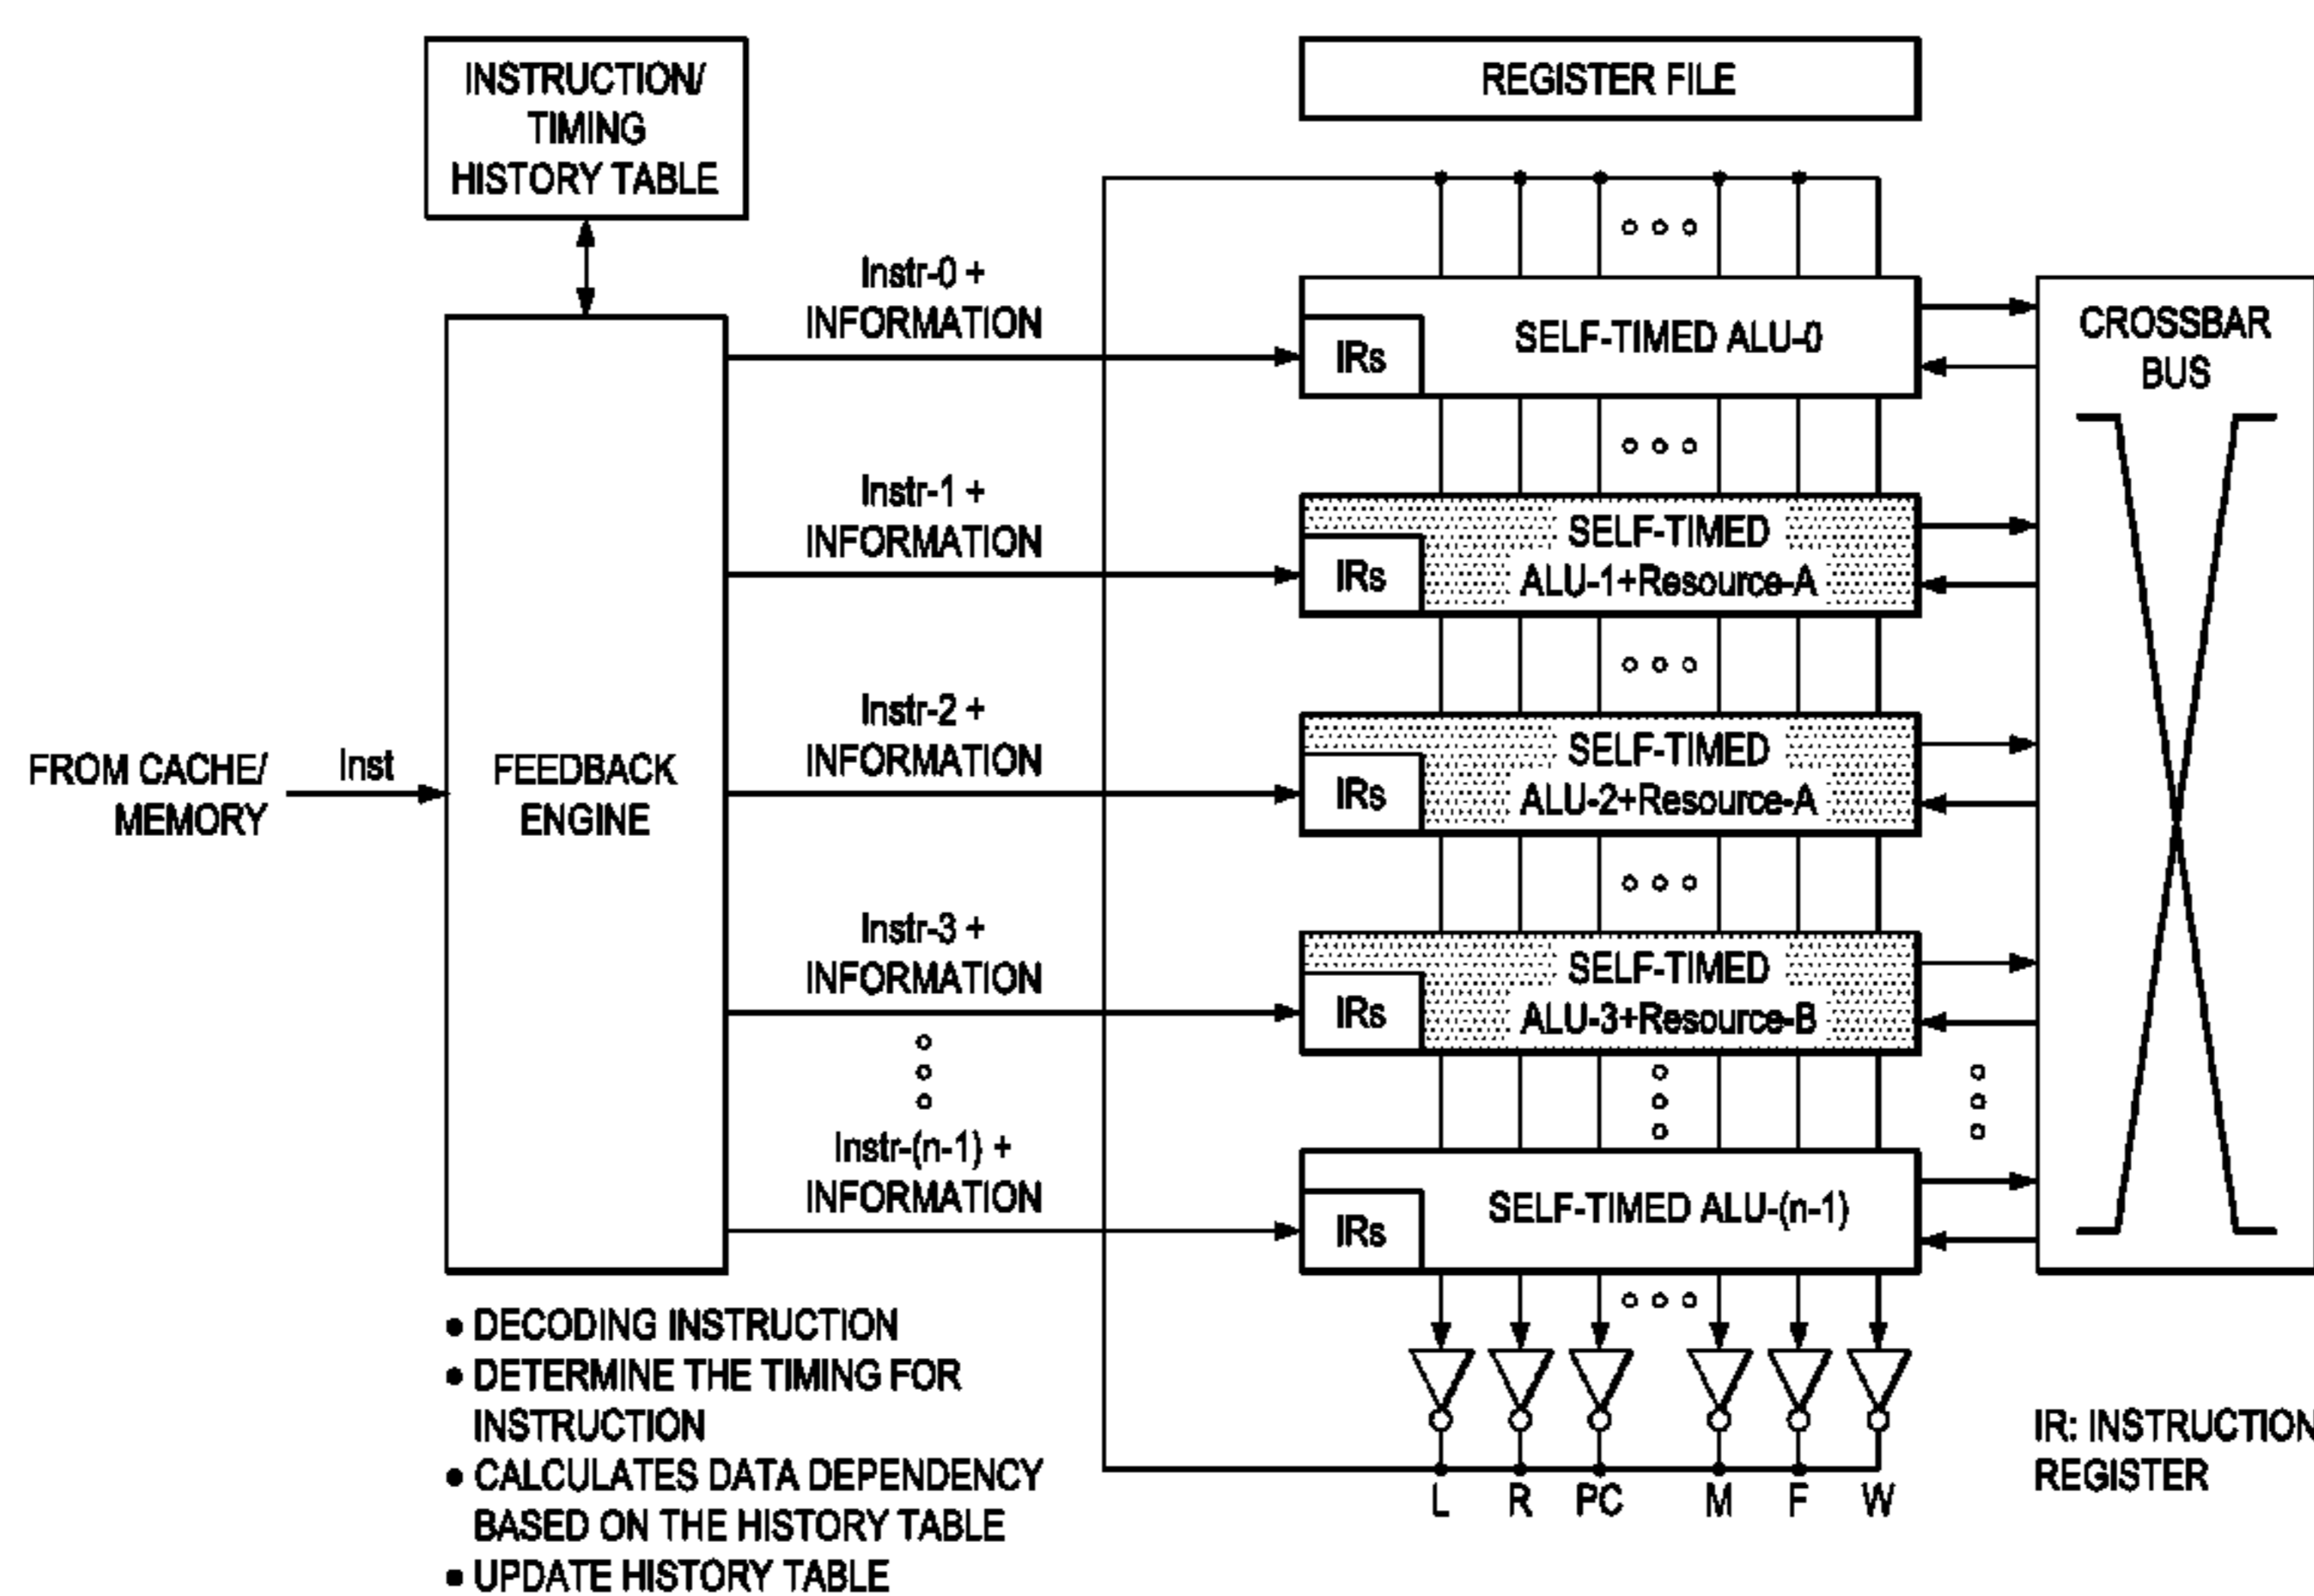 INSTRUCTION/
TIMING
HISTORY TABLE
REGISTER FILE
Instr-0 +
INFORMATION
IRs
SELF-TIMED ALU-0
CROSSBAR
BUS
Instr-1 +
INFORMATION
IRs
SELF-TIMED
ALU-1+Resource-A
Instr-2 +
INFORMATION
IRs
SELF-TIMED
ALU-2+Resource-A
FROM CACHE/
MEMORY
Inst
FEEDBACK
ENGINE
Instr-3 +
INFORMATION
IRs
SELF-TIMED
ALU-3+Resource-B
Instr-(n-1) +
INFORMATION
IRs
SELF-TIMED ALU-(n-1)
• DECODING INSTRUCTION
• DETERMINE THE TIMING FOR
INSTRUCTION
• CALCULATES DATA DEPENDENCY
BASED ON THE HISTORY TABLE
• UPDATE HISTORY TABLE
L R PC M F W
IR: INSTRUCTION
REGISTER